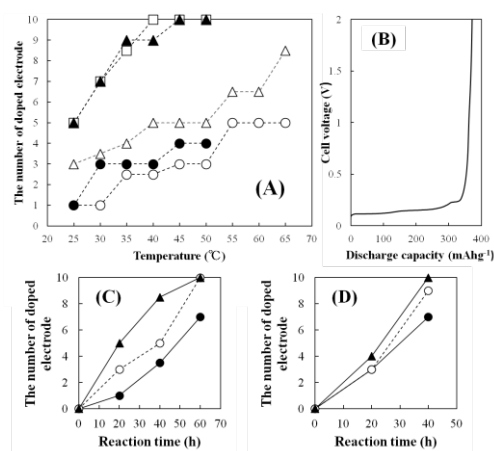 10
9
8
7
6
5
4
3
2
1
0
The number of doped electrode
(A)
20 25 30 35 40 45 50 55 60 65 70
Temperature (℃)
2
1
0
Cell voltage (V)
(B)
0 100 200 300 400
Discharge capacity (mAhg-1)
10
8
6
4
2
0
The number of doped
electrode
(C)
0 10 20 30 40 50 60 70
Reaction time (h)
10
8
6
4
2
0
The number of doped
electrode
(D)
0 10 20 30 40 50
Reaction time (h)